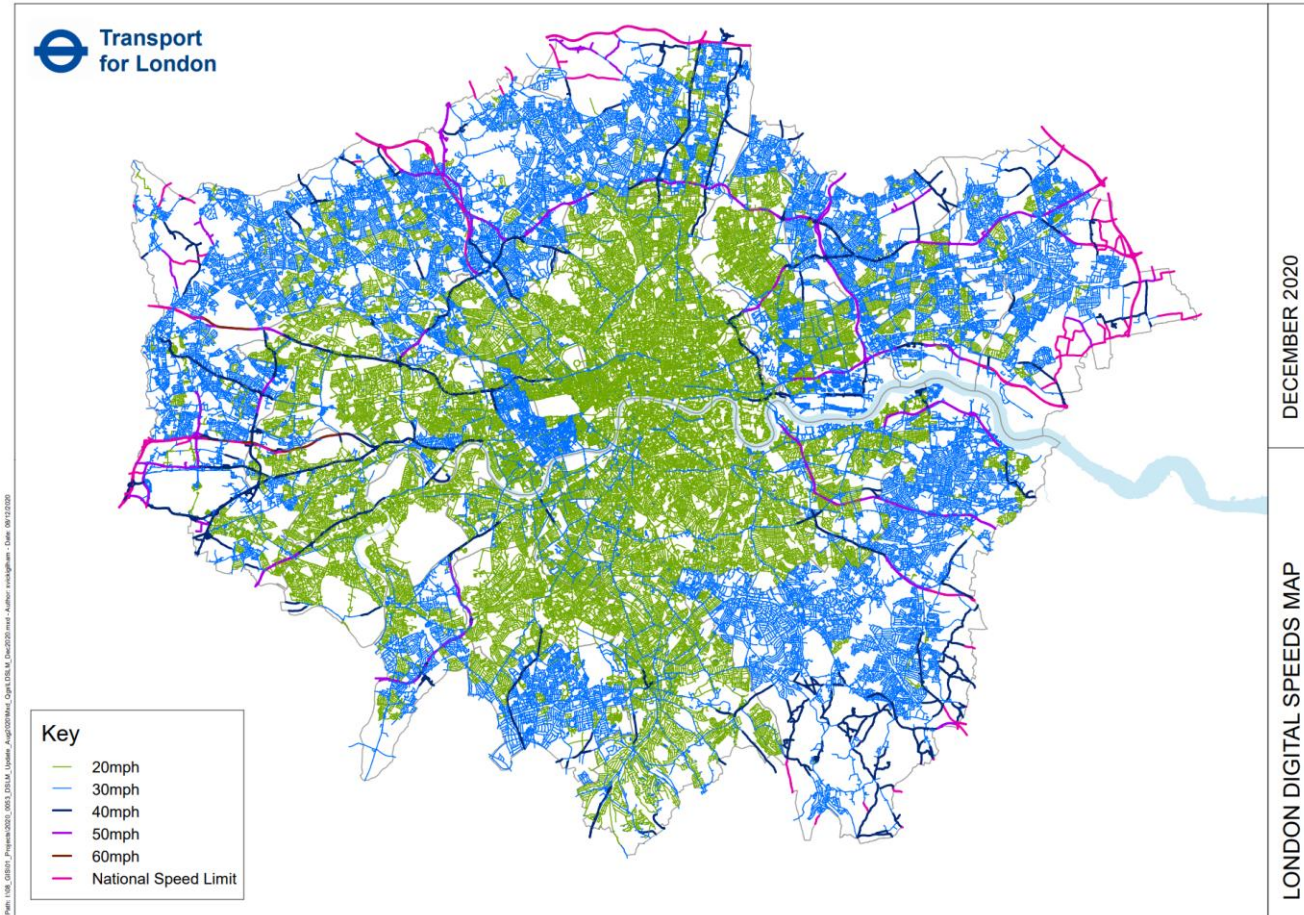 Transport
for London
Key
20mph
30mph
40mph
50mph
60mph
National Speed Limit
DECEMBER 2020
LONDON DIGITAL SPEEDS MAP